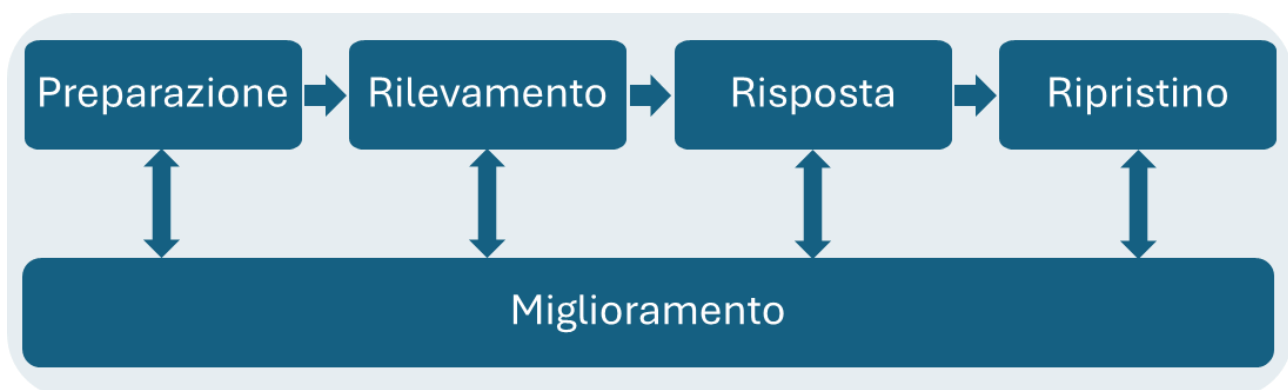 Preparazione
Rilevamento
Risposta
Ripristino
Miglioramento